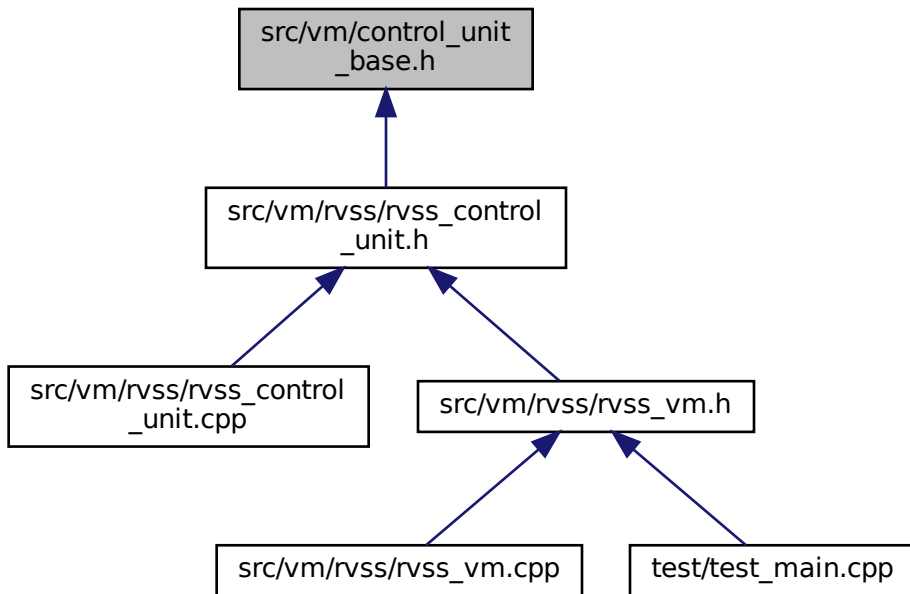 src/vm/control_unit
_base.h
src/vm/rvss/rvss_control
_unit.h
src/vm/rvss/rvss_control
_unit.cpp
src/vm/rvss/rvss_vm.h
src/vm/rvss/rvss_vm.cpp
test/test_main.cpp